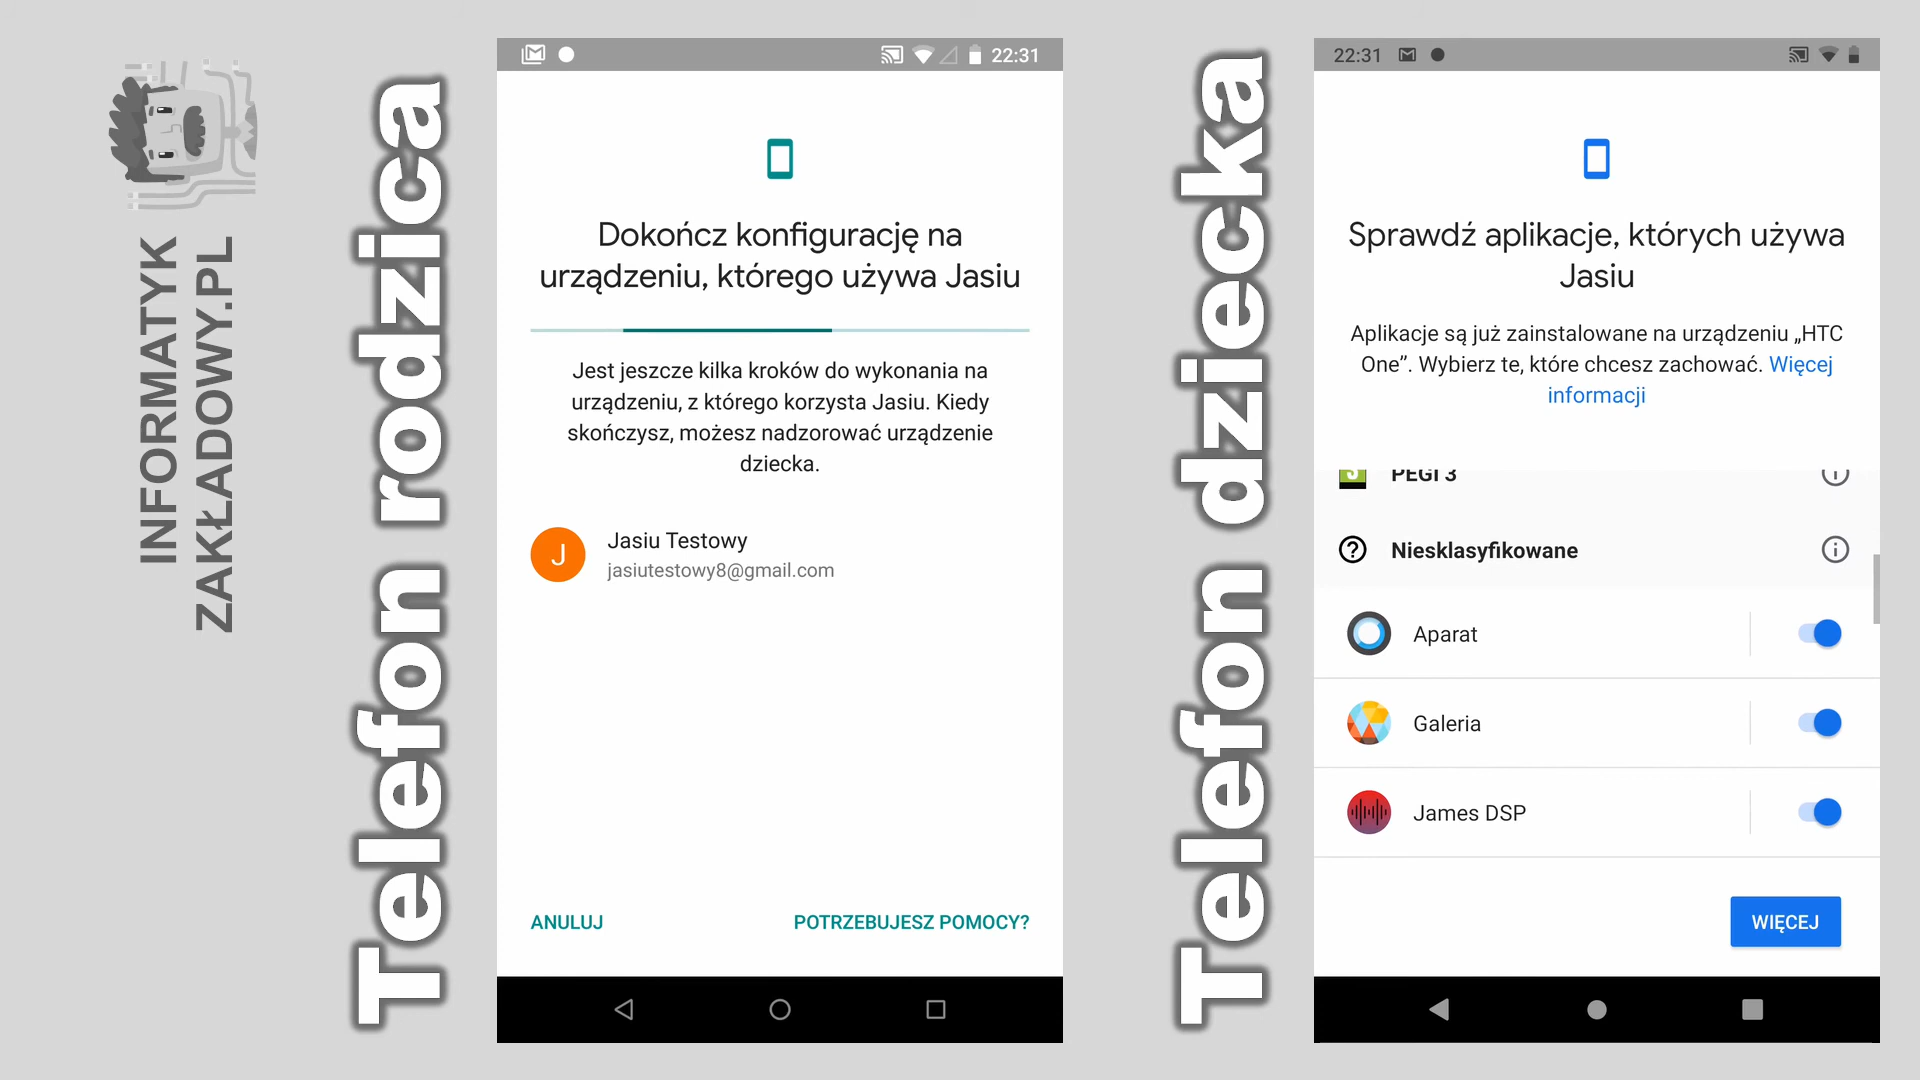 INFORMATYK
ZAKŁADOWY.PL
Telefon rodzica
22:31
Dokończ konfigurację na
urządzeniu, którego używa Jasiu
Jest jeszcze kilka kroków do wykonania na
urządzeniu, z którego korzysta Jasiu. Kiedy
skończysz, możesz nadzorować urządzenie
dziecka.
J
Jasiu Testowy
jasiutestowy8@gmail.com
ANULUJ
POTRZEBUJESZ POMOCY?
Telefon dziecka
22:31
Sprawdź aplikacje, których używa
Jasiu
Aplikacje są już zainstalowane na urządzeniu „HTC
One”. Wybierz te, które chcesz zachować. Więcej
informacji
3 PEGI 3
Niesklasyfikowane
Aparat
Galeria
James DSP
WIĘCEJ